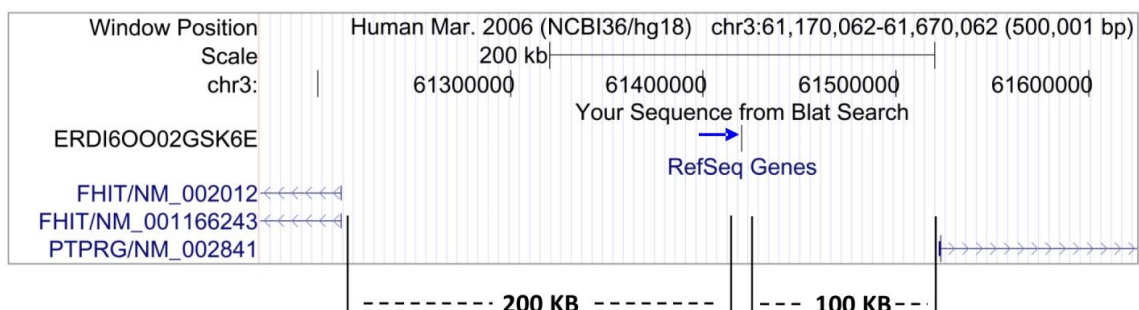 Window Position Human Mar. 2006 (NCBI36/hg18) chr3:61,170,062-61,670,062 (500,001 bp)
Scale 200 kb
chr3: 61300000 61400000 61500000 61600000
Your Sequence from Blat Search
ERDI6OO02GSK6E
RefSeq Genes
FHIT/NM_002012
FHIT/NM_001166243
PTPRG/NM_002841
200 KB 100 KB